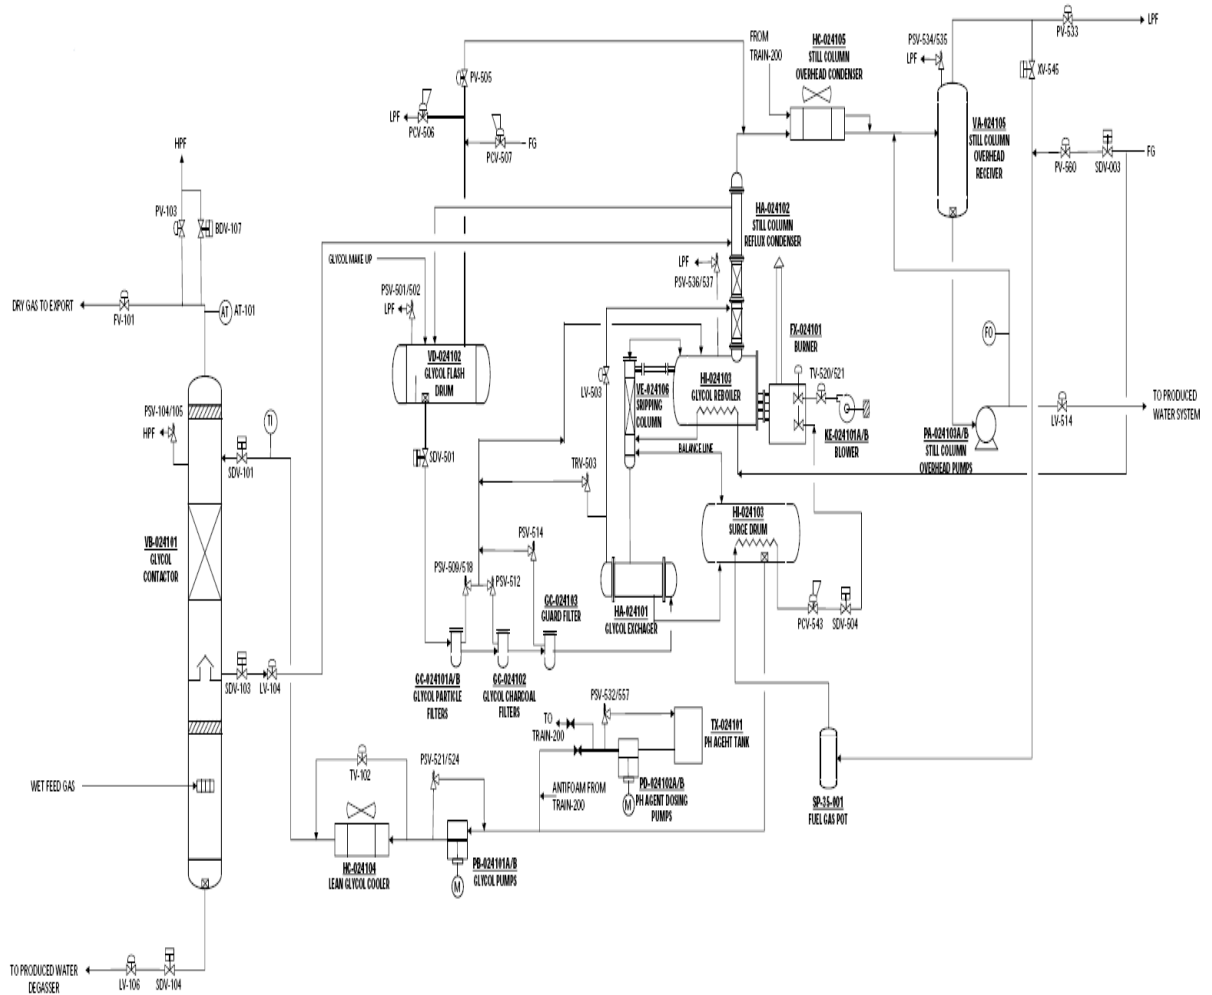 LPF
PV-533
FROM
TRAIN-200
HC-024105
STILL COLUMN
OVERHEAD CONDENSER
PSV-534/535
LPF
XV-545
PV-505
LPF
PCV-506
PCV-507
FG
VA-024105
STILL COLUMN
OVERHEAD
RECEIVER
PV-560
SDV-003
FG
HPF
PV-103
BDV-107
HA-024102
STILL COLUMN
REFLUX CONDENSER
GLYCOL MAKE UP
LPF
PSV-536/537
PSV-501/502
LPF
DRY GAS TO EXPORT
FV-101
AT
AT-101
VD-024102
GLYCOL FLASH
DRUM
FX-024101
BURNER
FO
HI-024103
GLYCOL REBOILER
TV-520/521
LV-503
VE-024106
SRIPPING
COLUMN
KE-024101A/B
BLOWER
TO PRODUCED
WATER SYSTEM
LV-514
PA-024103A/B
STILL COLUMN
OVERHEAD PUMPS
PSV-104/105
HPF
TI
SDV-101
SDV-501
BALANCE LINE
TRV-503
HI-024103
SURGE DRUM
VB-024101
GLYCOL
CONTACTOR
PSV-514
PSV-509/518
PSV-512
GC-024103
GUARD FILTER
HA-024101
GLYCOL EXCHAGER
PCV-543
SDV-504
SDV-103
LV-104
GC-024101A/B
GLYCOL PARTICLE
FILTERS
GC-024102
GLYCOL CHARCOAL
FILTERS
PSV-532/557
TO
TRAIN-200
TX-024101
PH AGEHT TANK
TV-102
PSV-521/524
ANTIFOAM FROM
TRAIN-200
M
PD-024102A/B
PH AGENT DOSING
PUMPS
WET FEED GAS
SP-35-001
FUEL GAS POT
HC-024104
LEAN GLYCOL COOLER
PB-024101A/B
GLYCOL PUMPS
M
TO PRODUCED WATER
DEGASSER
LV-106
SDV-104